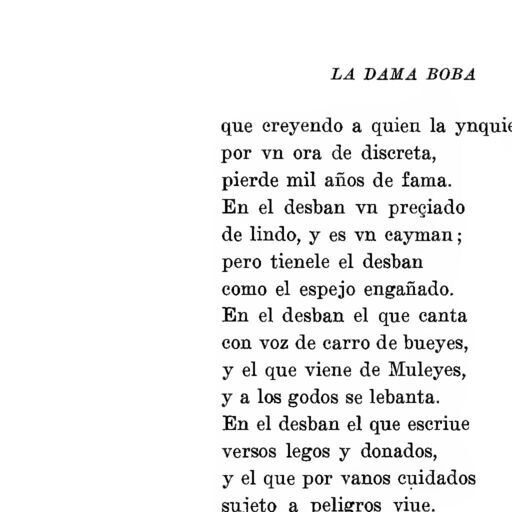 LA DAMA BOBA
que creyendo a quien la
por vn ora de discreta,
pierde mil años de fama.
En el desban vn preçiado
de lindo, y es vn cayman;
pero tienele el desban
como el espejo engañado.
En el desban el que canta
con voz de carro de bueyes,
y el que viene de Muleyes,
y a los godos se lebanta.
En el desban el que escriue
versos legos y donados,
y el que por vanos cuidados
sujeto a peligros viue.